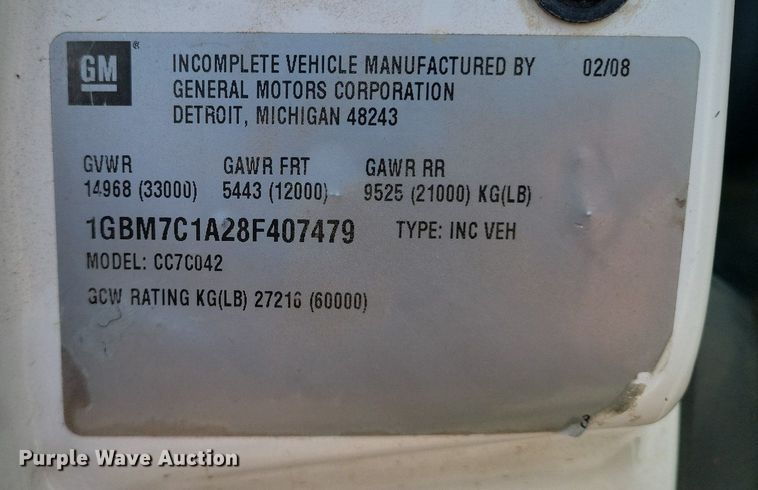 GM ® INCOMPLETE VEHICLE MANUFACTURED BY 02/08
GENERAL MOTORS CORPORATION
DETROIT, MICHIGAN 48243
GVWR GAWR FRT GAWR RR
14968 (33000) 5443 (12000) 9525 (21000) KG(LB)
1GBM7C1A28F407479 TYPE: INC VEH
MODEL: CC7C042
GCW RATING KG(LB) 27216 (60000)
Purple Wave Auction